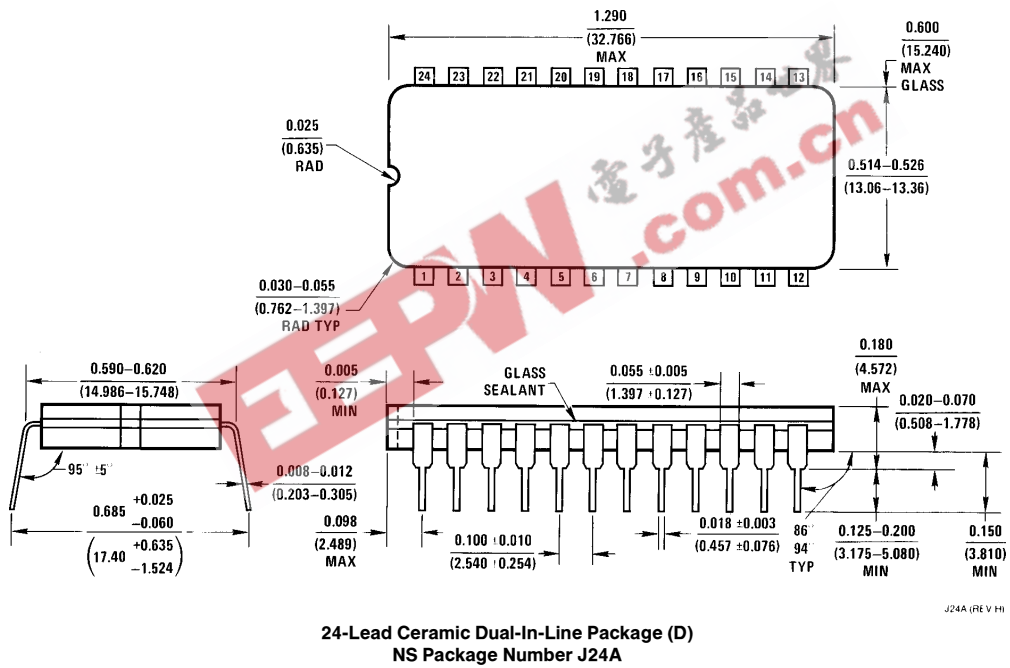 1.290
(32.766)
MAX
0.600
(15.240)
MAX
GLASS
24 23 22 21 20 19 18 17 16 15 14 13
0.025
(0.635)
RAD
0.514–0.526
(13.06–13.36)
電子產品世界
EEPW.com.cn
1 2 3 4 5 6 7 8 9 10 11 12
0.030–0.055
(0.762–1.397)
RAD TYP
0.590–0.620
(14.986–15.748)
0.005
(0.127)
MIN
GLASS
SEALANT
0.055 ±0.005
(1.397 ±0.127)
0.180
(4.572)
MAX
0.020–0.070
(0.508–1.778)
95° ±5°
0.008–0.012
(0.203–0.305)
0.685 +0.025 -0.060
(17.40 +0.635 -1.524)
0.098
(2.489)
MAX
0.100 ±0.010
(2.540 ±0.254)
0.018 ±0.003
(0.457 ±0.076)
86°
94°
TYP
0.125–0.200
(3.175–5.080)
MIN
0.150
(3.810)
MIN
J24A (REV H)
24-Lead Ceramic Dual-In-Line Package (D)
NS Package Number J24A